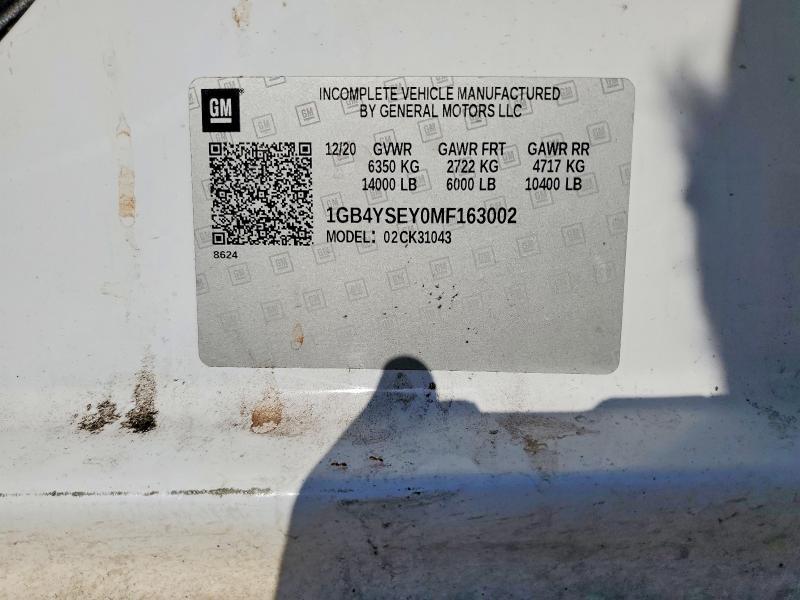 GM
INCOMPLETE VEHICLE MANUFACTURED
BY GENERAL MOTORS LLC
12/20 GVWR GAWR FRT GAWR RR
6350 KG 2722 KG 4717 KG
14000 LB 6000 LB 10400 LB
1GB4YSEY0MF163002
MODEL: 02CK31043
8624